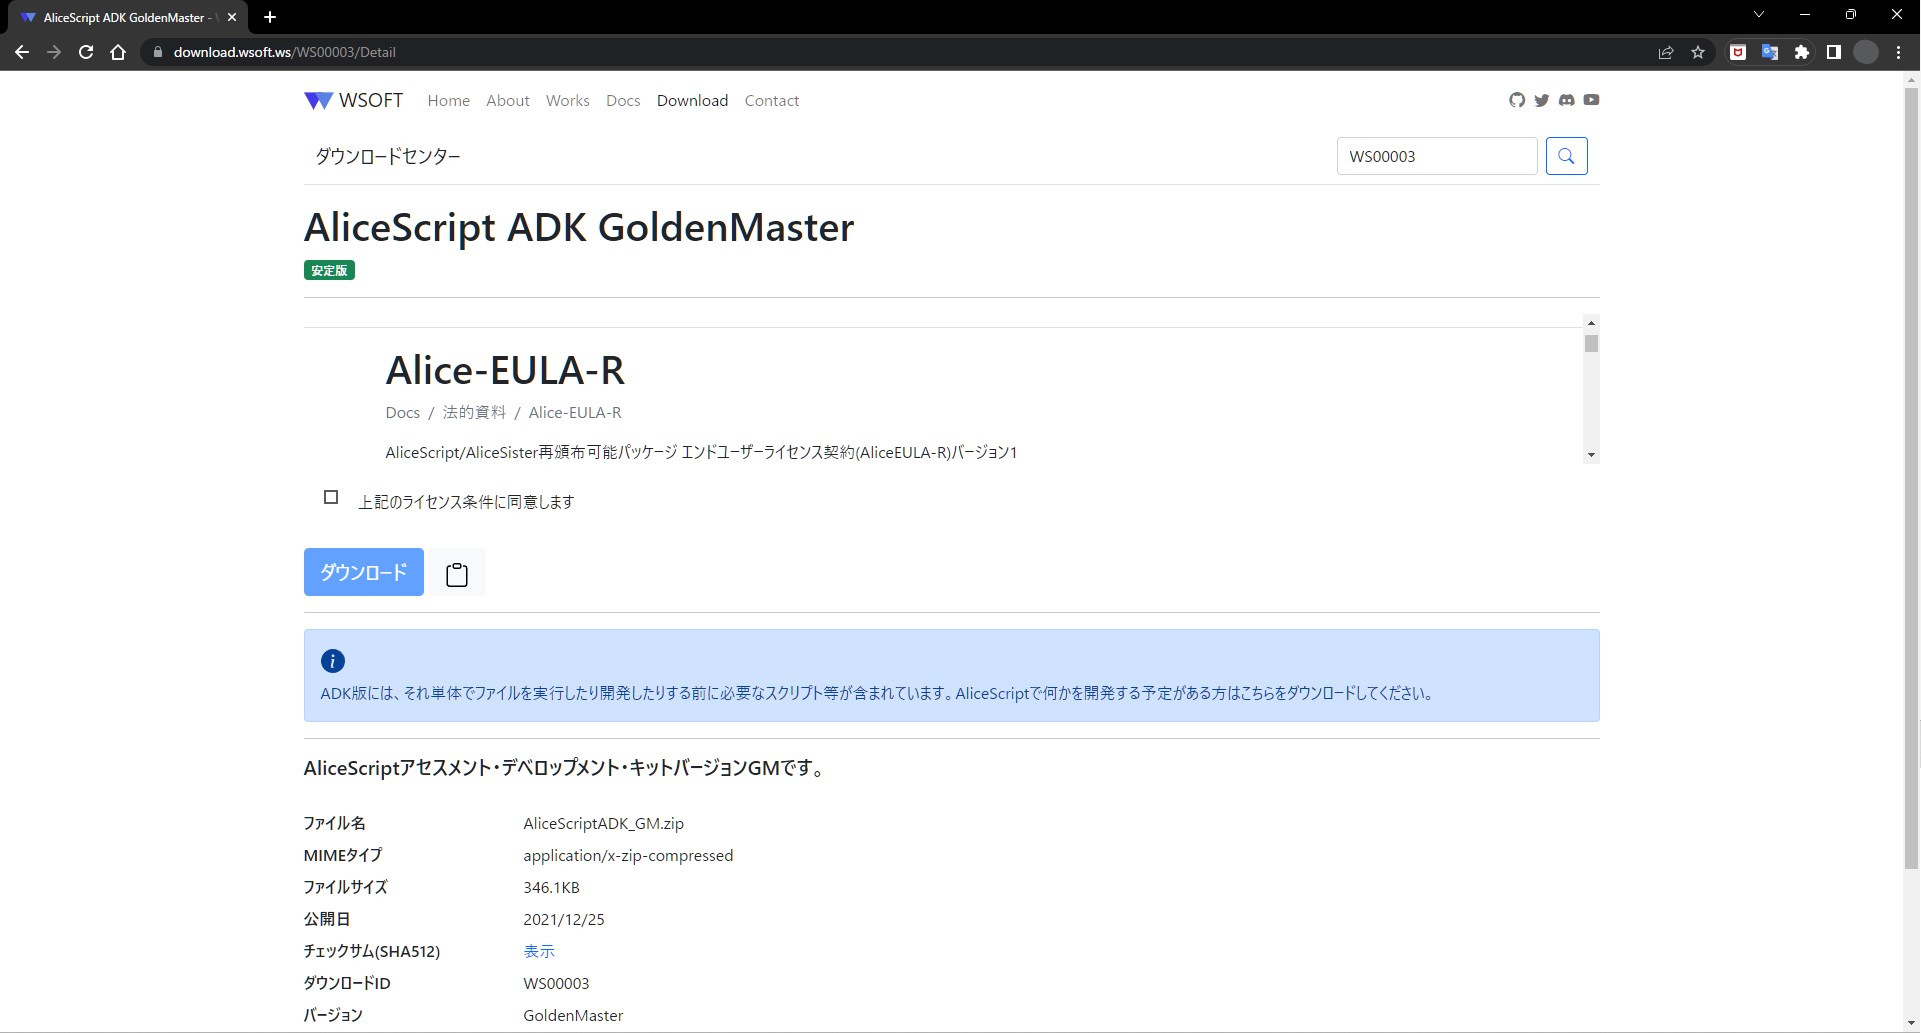 AliceScript ADK GoldenMaster -
download.wsoft.ws/WS00003/Detail
WSOFT Home About Works Docs Download Contact
ダウンロードセンター WS00003
AliceScript ADK GoldenMaster
安定版
Alice-EULA-R
Docs / 法的資料 / Alice-EULA-R
AliceScript/AliceSister再頒布可能パッケージ エンドユーザーライセンス契約(AliceEULA-R)バージョン1
上記のライセンス条件に同意します
ダウンロード
ADK版には、それ単体でファイルを実行したり開発したりする前に必要なスクリプト等が含まれています。AliceScriptで何かを開発する予定がある方はこちらをダウンロードしてください。
AliceScriptアセスメント・デベロップメント・キットバージョンGMです。
ファイル名 AliceScriptADK_GM.zip
MIMEタイプ application/x-zip-compressed
ファイルサイズ 346.1KB
公開日 2021/12/25
チェックサム(SHA512) 表示
ダウンロードID WS00003
バージョン GoldenMaster